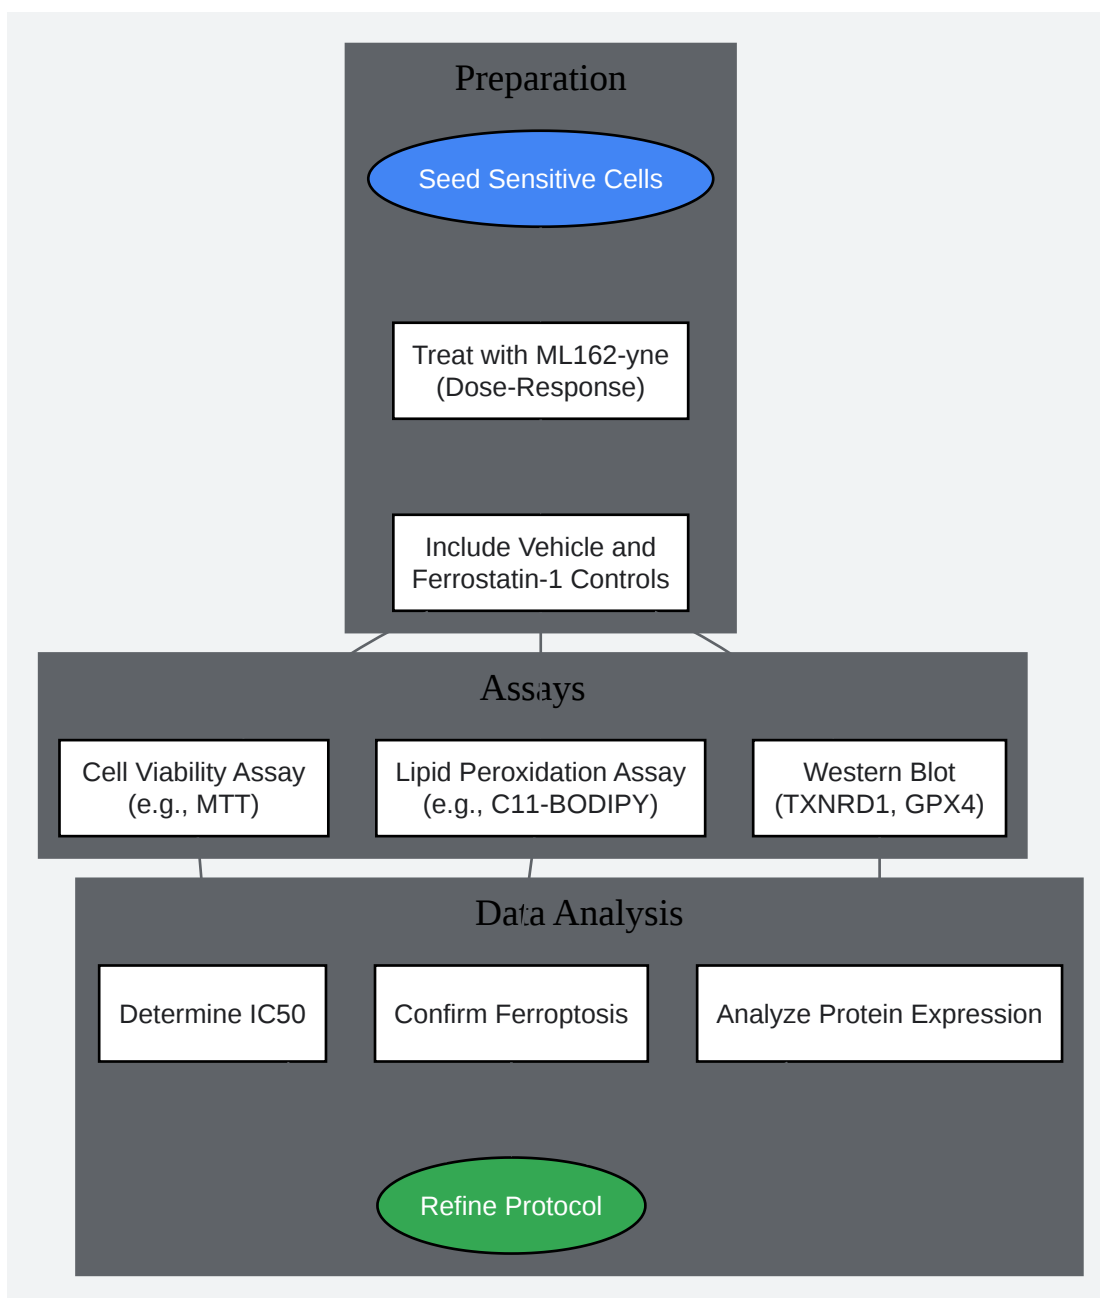 Preparation
Seed Sensitive Cells
Treat with ML162-yne
(Dose-Response)
Include Vehicle and
Ferrostatin-1 Controls
Assays
Cell Viability Assay
(e.g., MTT)
Lipid Peroxidation Assay
(e.g., C11-BODIPY)
Western Blot
(TXNRD1, GPX4)
Data Analysis
Determine IC50
Confirm Ferroptosis
Analyze Protein Expression
Refine Protocol